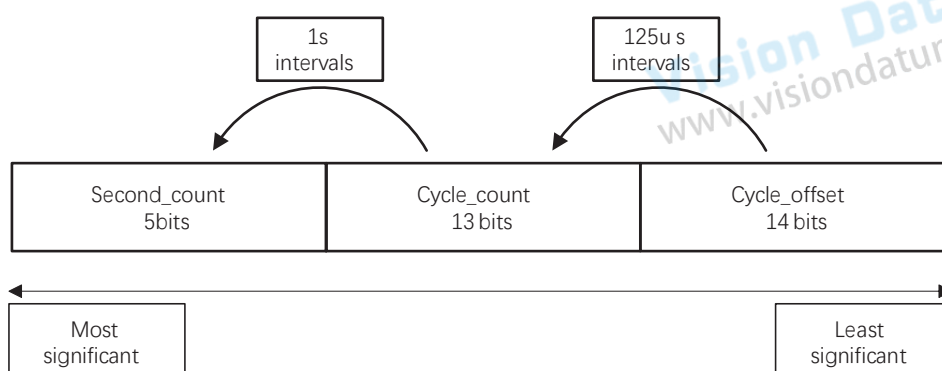 1s
intervals
125u s
intervals
Vision Dat
www.visiondatum
Second_count
5bits
Cycle_count
13 bits
Cycle_offset
14 bits
Most
significant
Least
significant